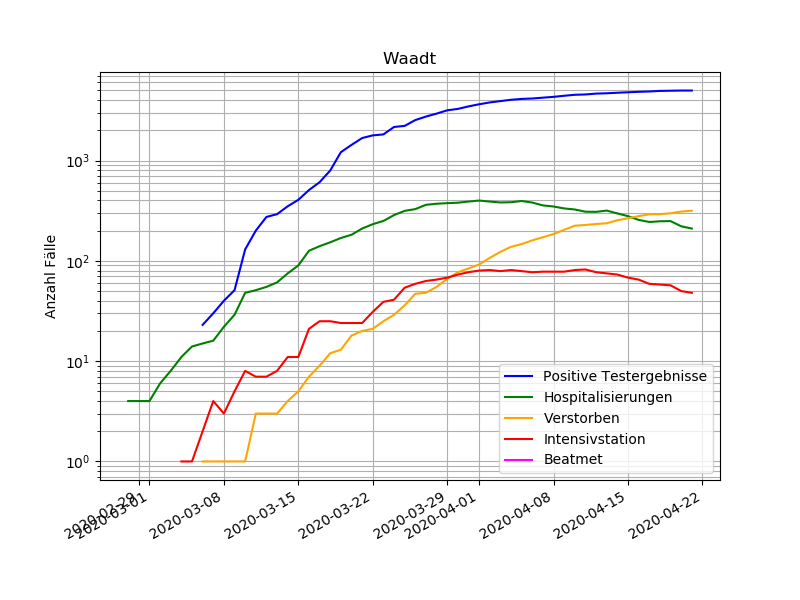 Waadt
Anzahl Fälle
10³
10²
10¹
10⁰
Positive Testergebnisse
Hospitalisierungen
Verstorben
Intensivstation
Beatmet
2020-02-29
2020-03-01
2020-03-08
2020-03-15
2020-03-22
2020-03-29
2020-04-01
2020-04-08
2020-04-15
2020-04-22